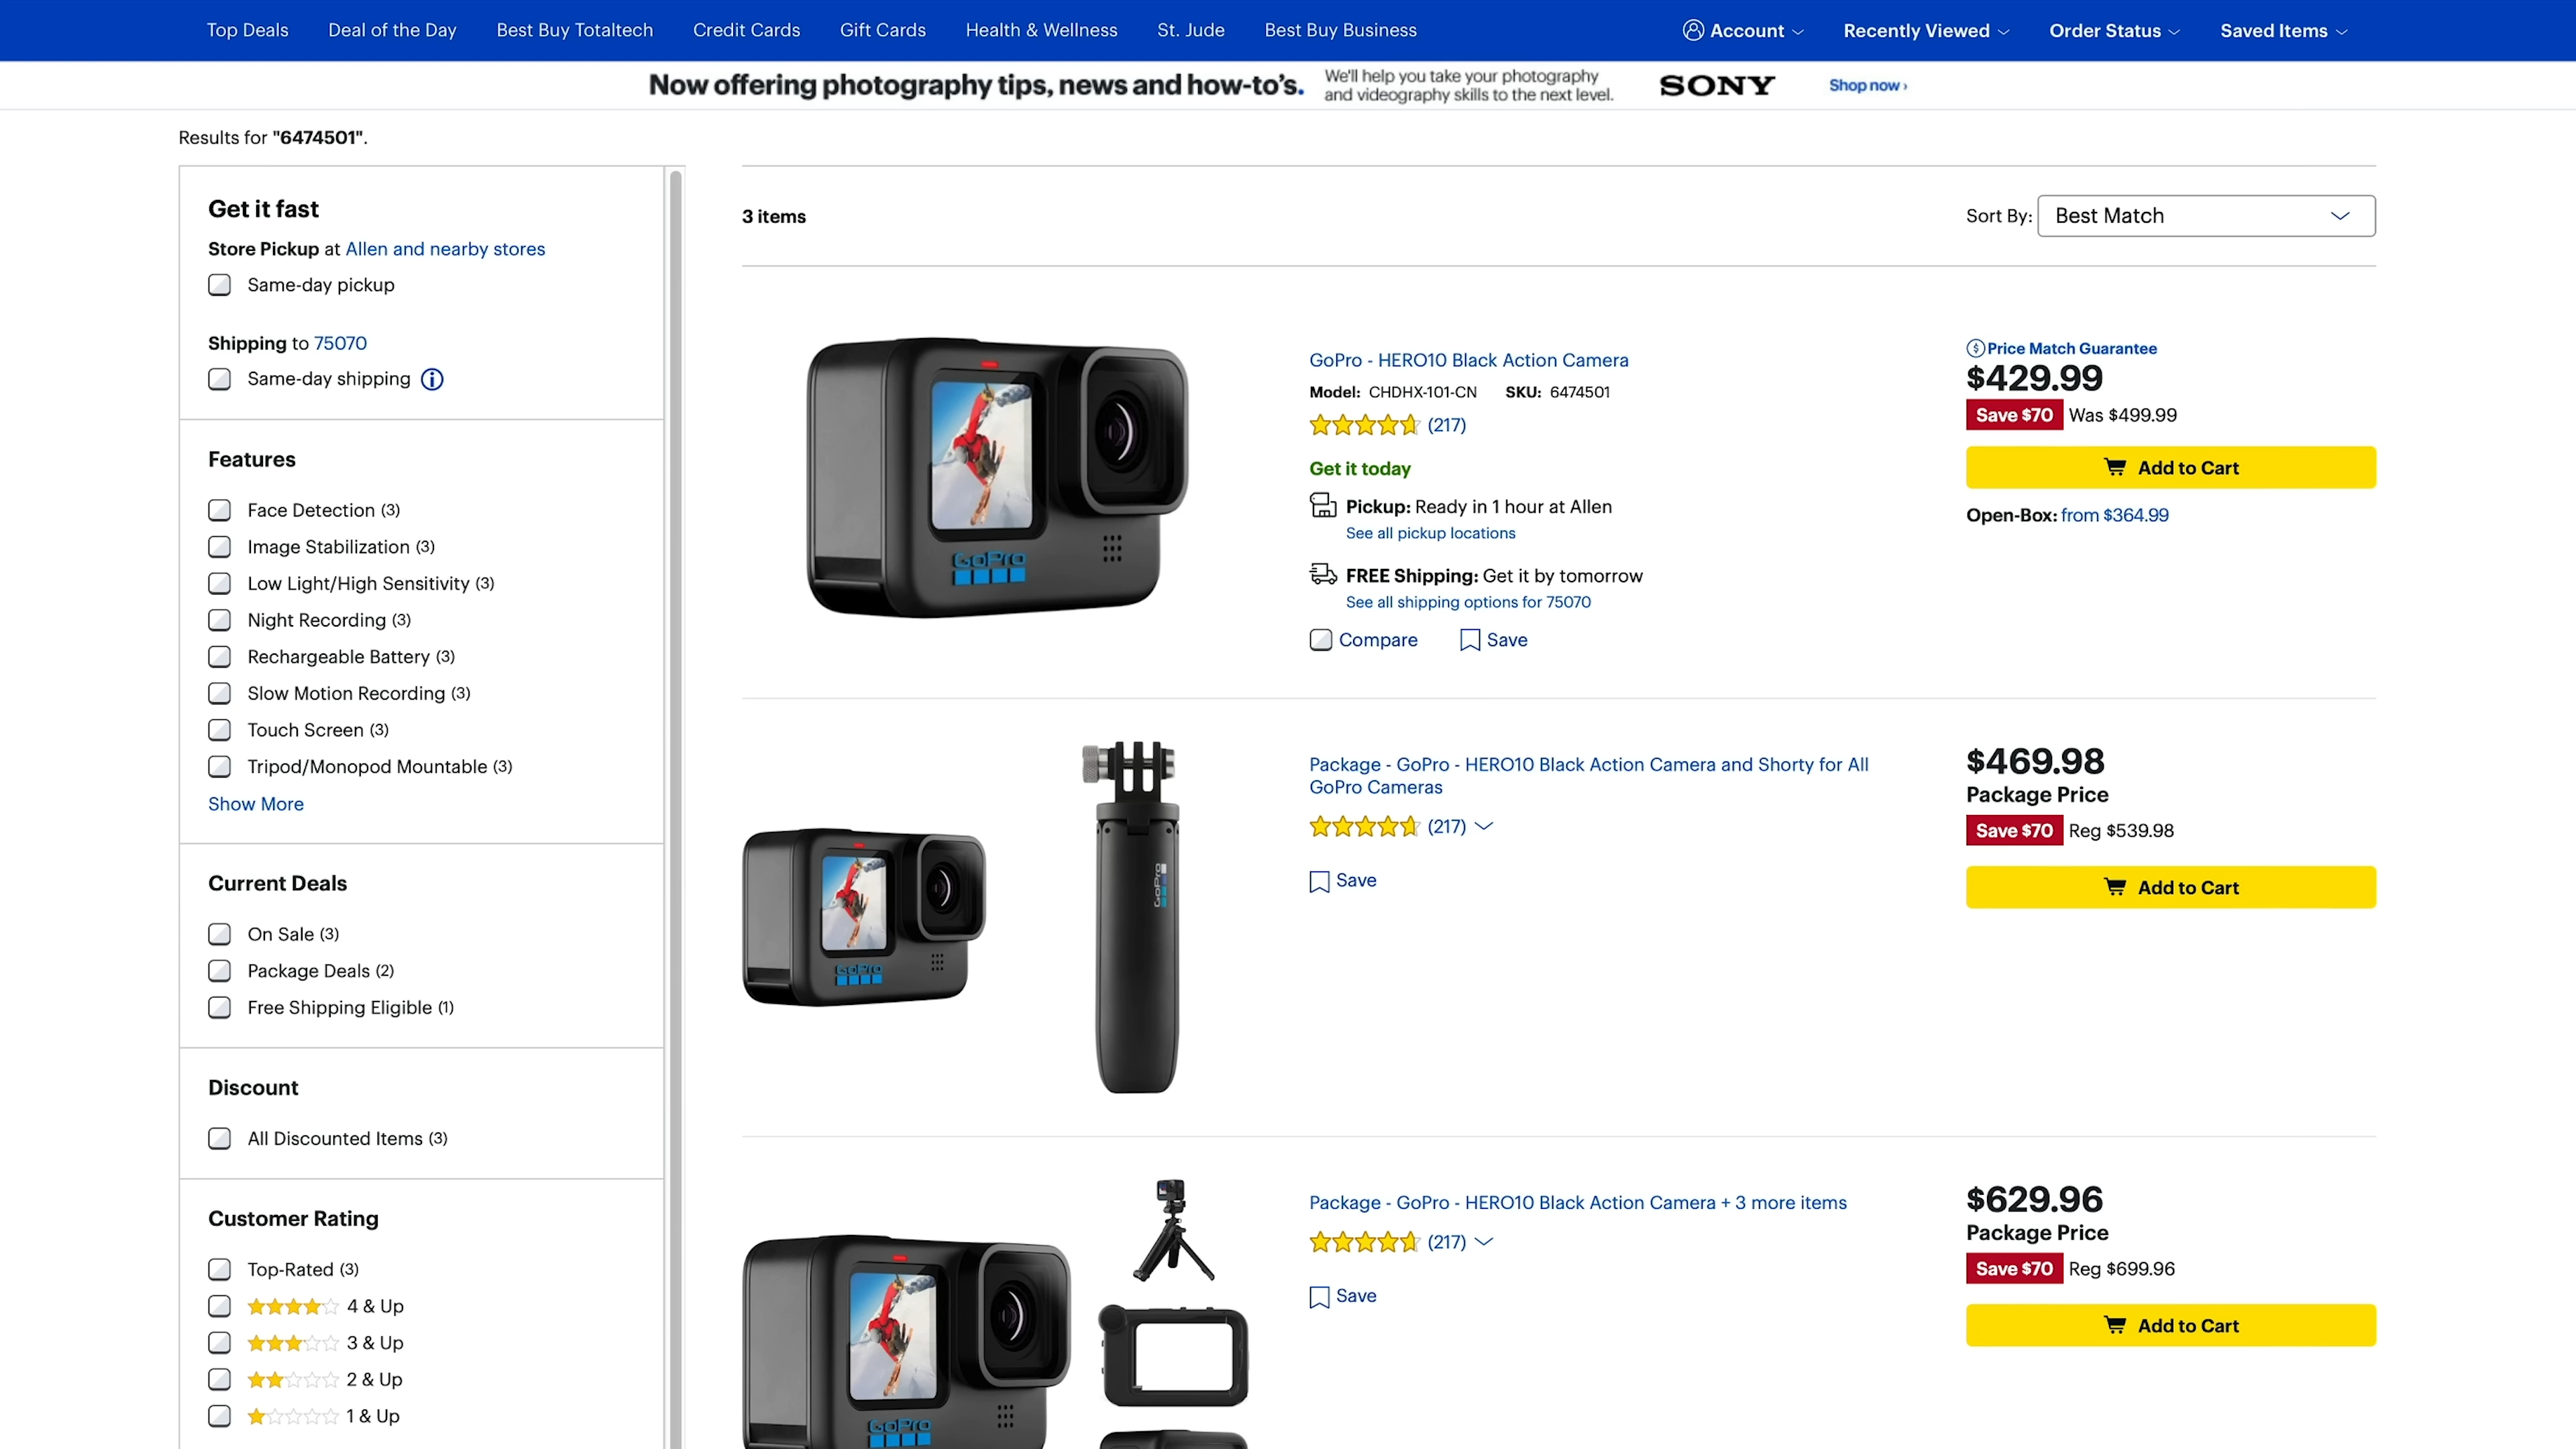 Top Deals Deal of the Day Best Buy Totaltech Credit Cards Gift Cards Health & Wellness St. Jude Best Buy Business Account Recently Viewed Order Status Saved Items
Now offering photography tips, news and how-to's.
We'll help you take your photography
and videography skills to the next level.
SONY
Shop now ›
Results for "6474501".
Get it fast
Store Pickup at Allen and nearby stores
Same-day pickup
Shipping to 75070
Same-day shipping
Features
Face Detection (3)
Image Stabilization (3)
Low Light/High Sensitivity (3)
Night Recording (3)
Rechargeable Battery (3)
Slow Motion Recording (3)
Touch Screen (3)
Tripod/Monopod Mountable (3)
Show More
Current Deals
On Sale (3)
Package Deals (2)
Free Shipping Eligible (1)
Discount
All Discounted Items (3)
Customer Rating
Top-Rated (3)
4 & Up
3 & Up
2 & Up
1 & Up
3 items
Sort By: Best Match
GoPro
GoPro - HERO10 Black Action Camera
Model: CHDHX-101-CN SKU: 6474501
(217)
Get it today
Pickup: Ready in 1 hour at Allen
See all pickup locations
FREE Shipping: Get it by tomorrow
See all shipping options for 75070
Compare Save
Price Match Guarantee
$429.99
Save $70 Was $499.99
Add to Cart
Open-Box: from $364.99
GoPro
GoPro
Package - GoPro - HERO10 Black Action Camera and Shorty for All
GoPro Cameras
(217)
Save
$469.98
Package Price
Save $70 Reg $539.98
Add to Cart
GoPro
Package - GoPro - HERO10 Black Action Camera + 3 more items
(217)
Save
$629.96
Package Price
Save $70 Reg $699.96
Add to Cart